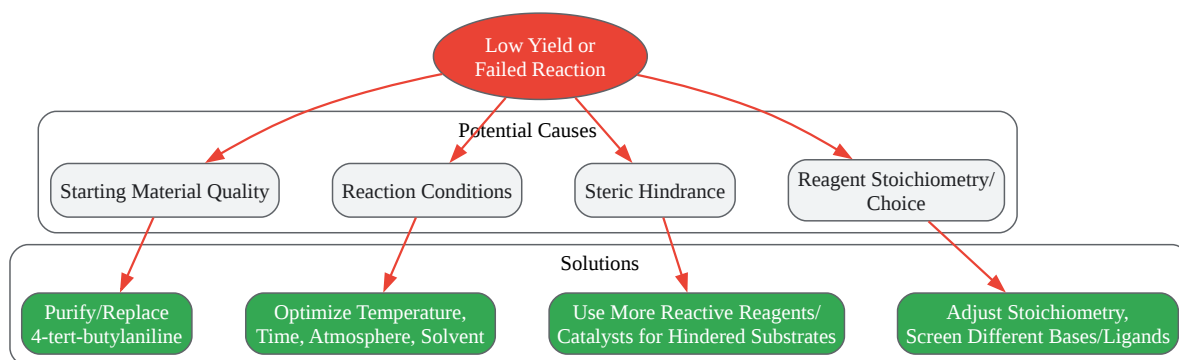 Low Yield or
Failed Reaction
Potential Causes
Starting Material Quality
Reaction Conditions
Steric Hindrance
Reagent Stoichiometry/
Choice
Solutions
Purify/Replace
4-tert-butylaniline
Optimize Temperature,
Time, Atmosphere, Solvent
Use More Reactive Reagents/
Catalysts for Hindered Substrates
Adjust Stoichiometry,
Screen Different Bases/Ligands